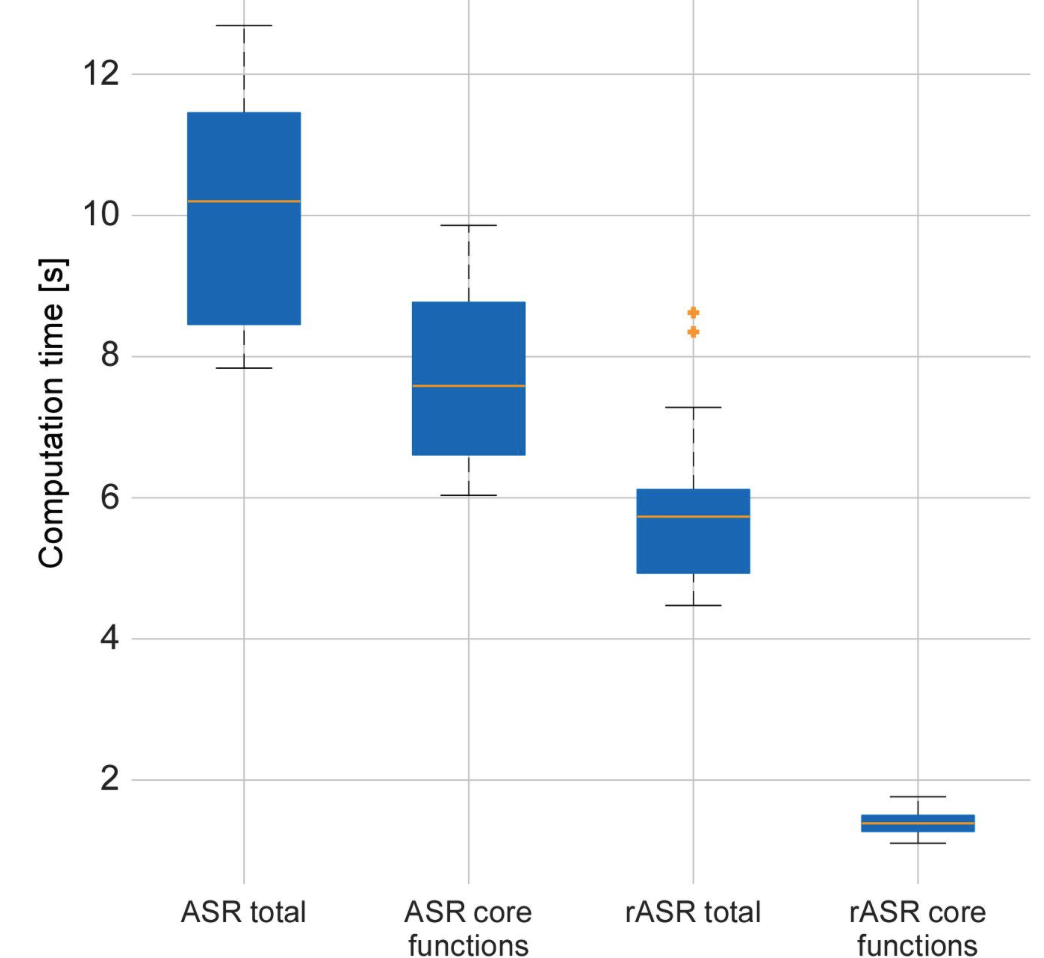 Computation time [s]
12
10
8
6
4
2
ASR total
ASR core
functions
rASR total
rASR core
functions